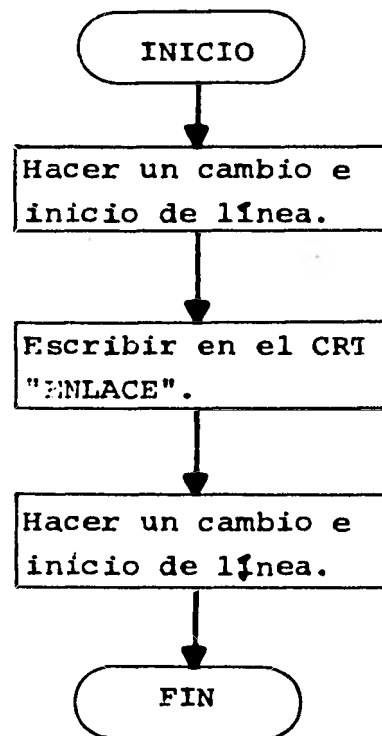 INICIO
Hacer un cambio e
inicio de línea.
Escribir en el CRT
"ENLACE".
Hacer un cambio e
inicio de línea.
FIN